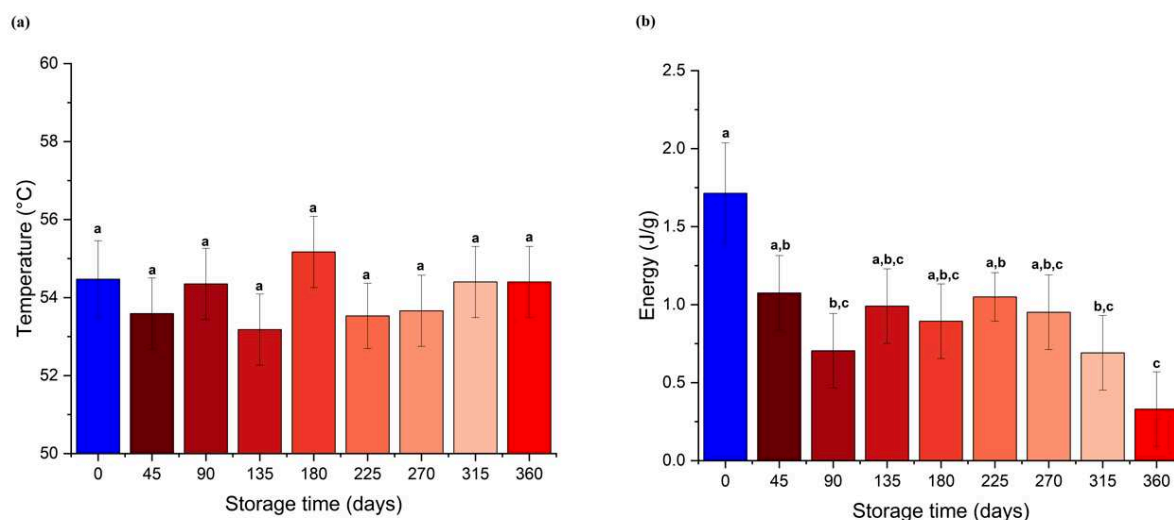 (a)
60
58
56
54
52
50
Temperature (°C)
a
a
a
a
a
a
a
a
a
0 45 90 135 180 225 270 315 360
Storage time (days)
(b)
2.5
2.0
1.5
1.0
0.5
0.0
Energy (J/g)
a
a,b
b,c
a,b,c
a,b,c
a,b
a,b,c
b,c
c
0 45 90 135 180 225 270 315 360
Storage time (days)